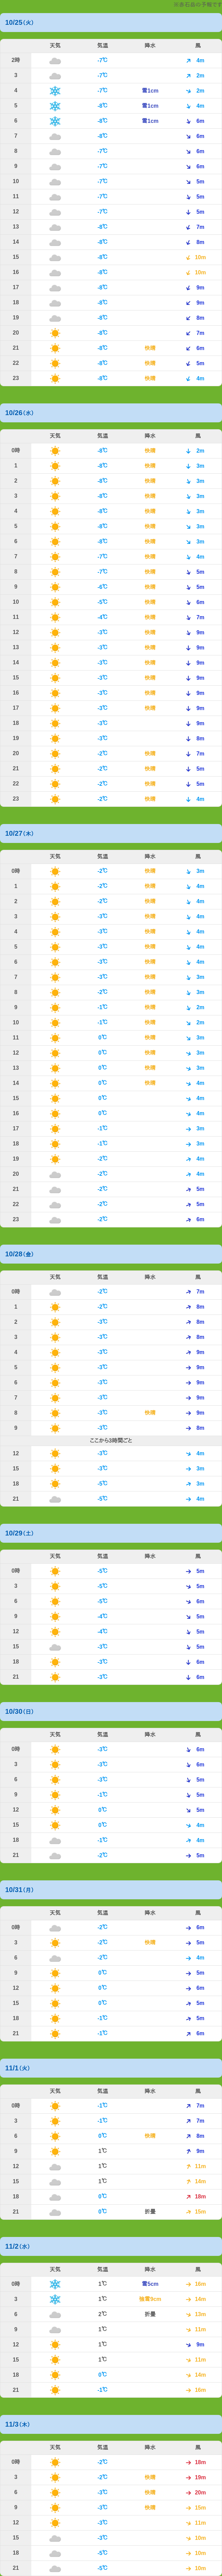 10/25(火)
天気 気温 降水 風
2時 -7℃ 4m
3 -7℃ 2m
4 -7℃ 雪1cm 2m
5 -8℃ 雪1cm 4m
6 -8℃ 雪1cm 6m
7 -8℃ 6m
8 -7℃ 5m
9 -7℃ 6m
10 -7℃ 5m
11 -7℃ 5m
12 -7℃ 5m
13 -8℃ 7m
14 -8℃ 8m
15 -8℃ 10m
16 -8℃ 10m
17 -8℃ 9m
18 -8℃ 9m
19 -8℃ 8m
20 -8℃ 7m
21 -8℃ 快晴 6m
22 -8℃ 快晴 5m
23 -8℃ 快晴 4m
10/26(水)
天気 気温 降水 風
0時 -8℃ 快晴 2m
1 -8℃ 快晴 3m
2 -8℃ 快晴 3m
3 -8℃ 快晴 3m
4 -8℃ 快晴 3m
5 -8℃ 快晴 3m
6 -8℃ 快晴 3m
7 -7℃ 快晴 4m
8 -7℃ 快晴 5m
9 -6℃ 快晴 5m
10 -5℃ 快晴 6m
11 -4℃ 快晴 7m
12 -3℃ 快晴 9m
13 -3℃ 快晴 9m
14 -3℃ 快晴 9m
15 -3℃ 快晴 9m
16 -3℃ 快晴 9m
17 -3℃ 快晴 9m
18 -3℃ 9m
19 -3℃ 8m
20 -2℃ 快晴 7m
21 -2℃ 快晴 5m
22 -2℃ 快晴 5m
23 -2℃ 快晴 4m
10/27(木)
天気 気温 降水 風
0時 -2℃ 快晴 3m
1 -2℃ 快晴 4m
2 -2℃ 快晴 4m
3 -3℃ 快晴 4m
4 -3℃ 快晴 4m
5 -3℃ 快晴 4m
6 -3℃ 快晴 4m
7 -3℃ 快晴 3m
8 -2℃ 快晴 3m
9 -1℃ 快晴 2m
10 -1℃ 快晴 2m
11 0℃ 快晴 3m
12 0℃ 快晴 3m
13 0℃ 快晴 3m
14 0℃ 快晴 4m
15 0℃ 4m
16 0℃ 4m
17 -1℃ 3m
18 -1℃ 3m
19 -2℃ 4m
20 -2℃ 4m
21 -2℃ 5m
22 -2℃ 5m
23 -2℃ 6m
10/28(金)
天気 気温 降水 風
0時 -2℃ 7m
1 -2℃ 8m
2 -3℃ 8m
3 -3℃ 8m
4 -3℃ 9m
5 -3℃ 9m
6 -3℃ 9m
7 -3℃ 9m
8 -3℃ 快晴 9m
9 -3℃ 8m
ここから3時間ごと
12 -3℃ 4m
15 -3℃ 3m
18 -5℃ 3m
21 -5℃ 4m
10/29(土)
天気 気温 降水 風
0時 -5℃ 5m
3 -5℃ 5m
6 -5℃ 6m
9 -4℃ 5m
12 -4℃ 5m
15 -3℃ 5m
18 -3℃ 6m
21 -3℃ 6m
10/30(日)
天気 気温 降水 風
0時 -3℃ 6m
3 -3℃ 6m
6 -3℃ 5m
9 -1℃ 5m
12 0℃ 5m
15 0℃ 4m
18 -1℃ 4m
21 -2℃ 5m
10/31(月)
天気 気温 降水 風
0時 -2℃ 6m
3 -2℃ 快晴 5m
6 -2℃ 4m
9 0℃ 5m
12 0℃ 6m
15 0℃ 5m
18 -1℃ 5m
21 -1℃ 6m
11/1(火)
天気 気温 降水 風
0時 -1℃ 7m
3 -1℃ 7m
6 0℃ 快晴 8m
9 1℃ 9m
12 1℃ 11m
15 1℃ 14m
18 0℃ 18m
21 0℃ 折曇 15m
11/2(水)
天気 気温 降水 風
0時 1℃ 雪5cm 16m
3 1℃ 強雪9cm 14m
6 2℃ 折曇 13m
9 1℃ 11m
12 1℃ 9m
15 1℃ 11m
18 0℃ 14m
21 -1℃ 16m
11/3(木)
天気 気温 降水 風
0時 -2℃ 18m
3 -2℃ 快晴 19m
6 -3℃ 快晴 20m
9 -3℃ 快晴 15m
12 -3℃ 11m
15 -3℃ 10m
18 -5℃ 10m
21 -5℃ 10m